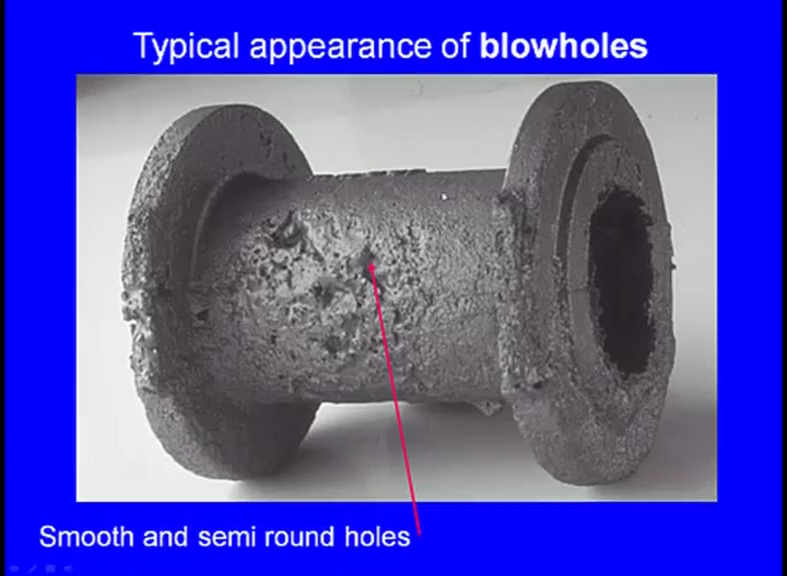 Typical appearance of blowholes
Smooth and semi round holes